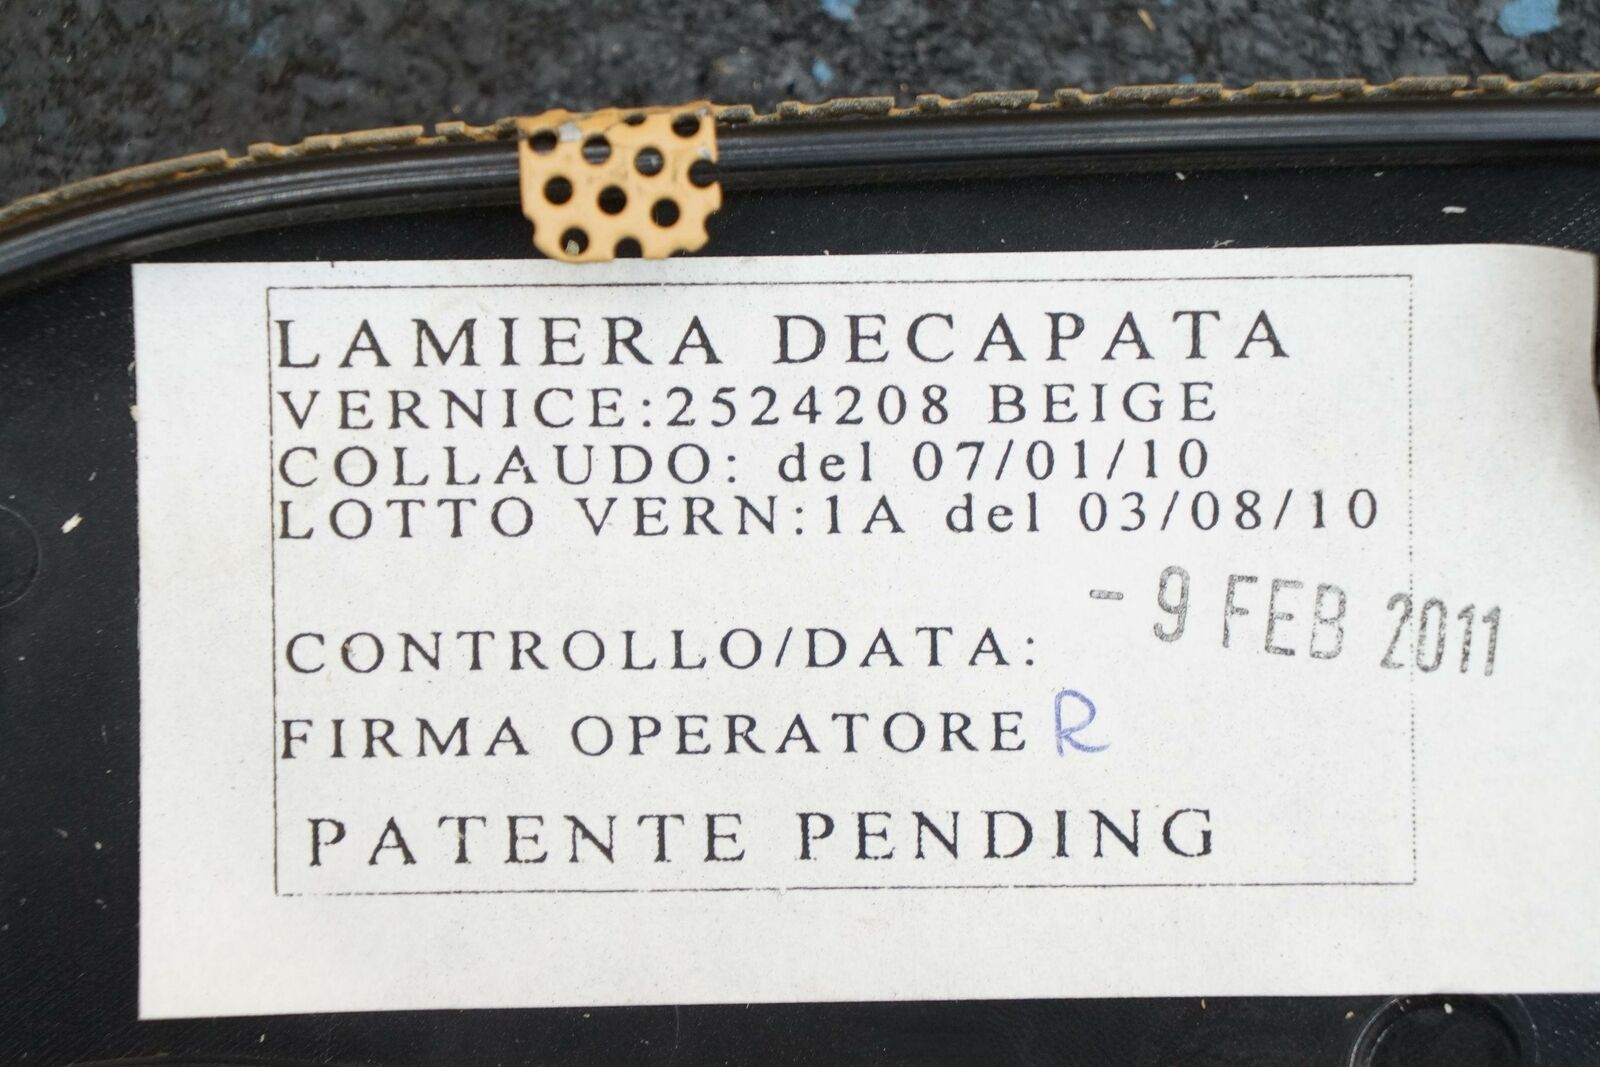 LAMIERA DECAPATA
VERNICE:2524208 BEIGE
COLLAUDO: del 07/01/10
LOTTO VERN:1A del 03/08/10
CONTROLLO/DATA: - 9 FEB 2011
FIRMA OPERATORE R
PATENTE PENDING